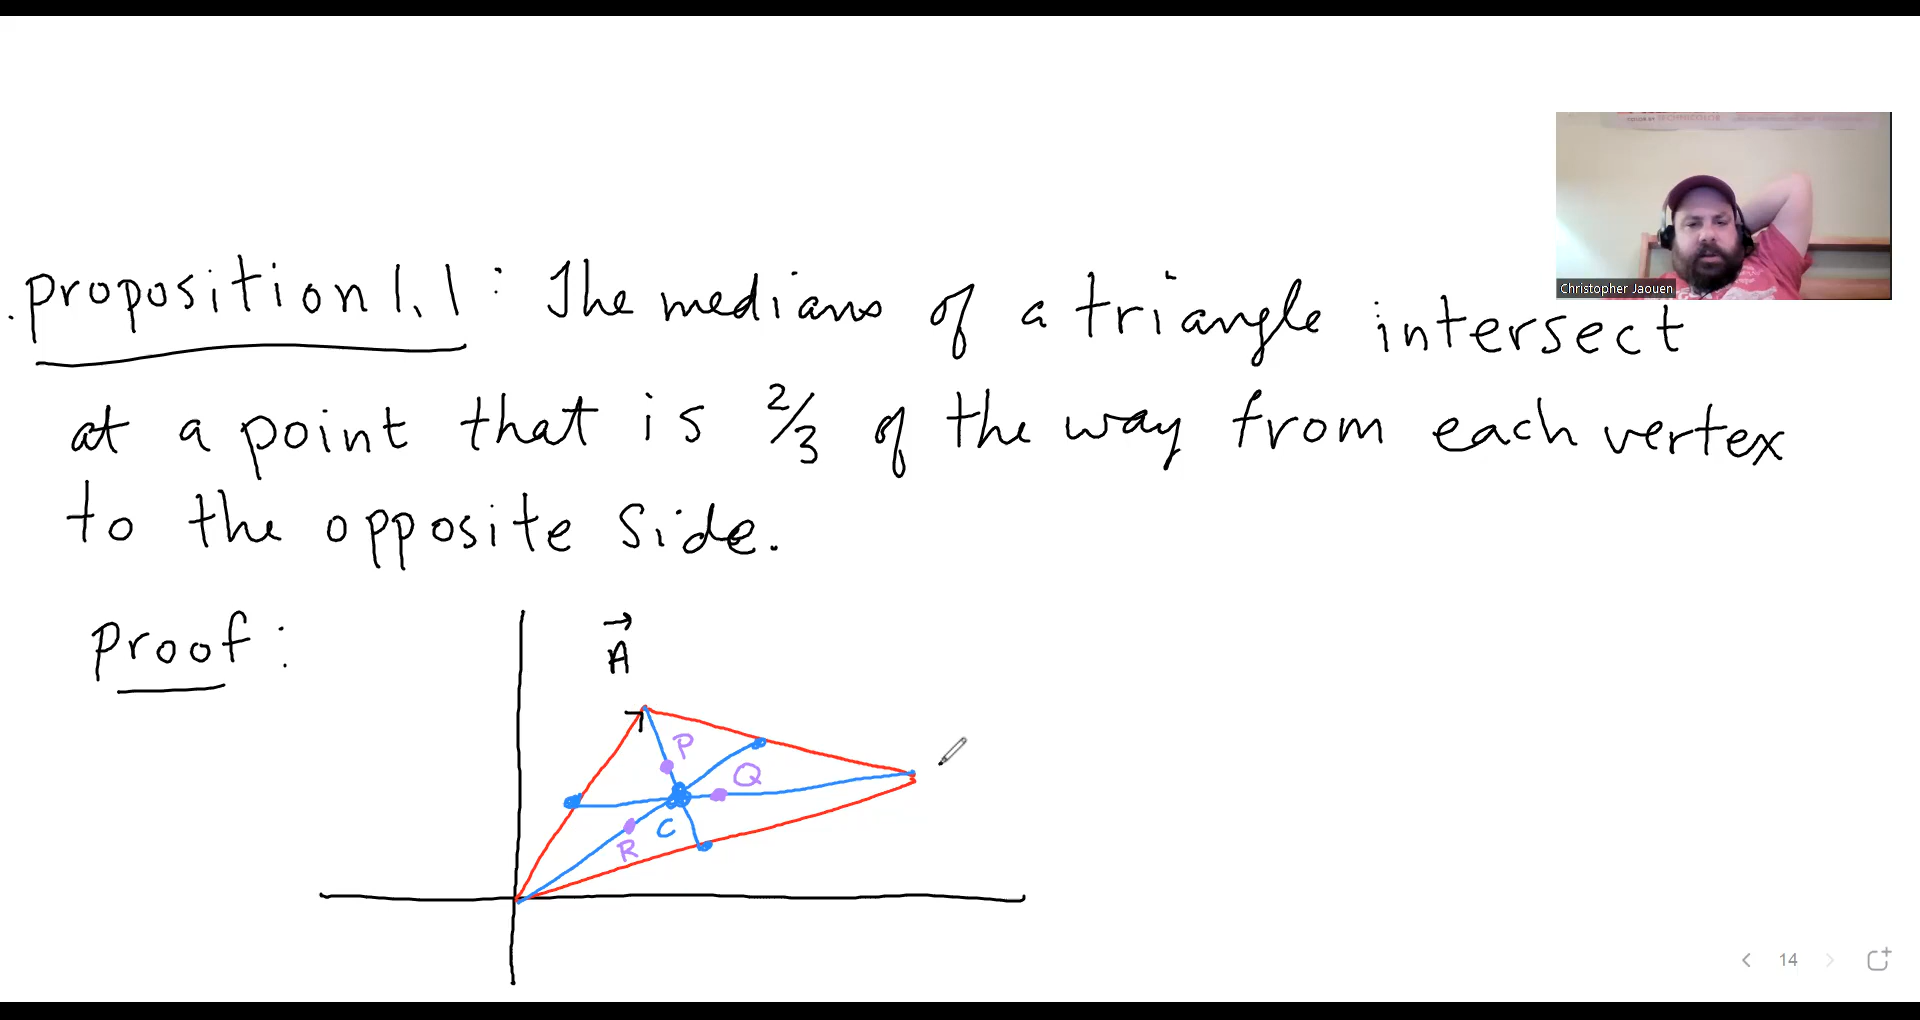 Christopher Jaouen
proposition 1.1: The medians of a triangle intersect
at a point that is 2/3 of the way from each vertex
to the opposite side.
Proof:
A
P
Q
C
R
14